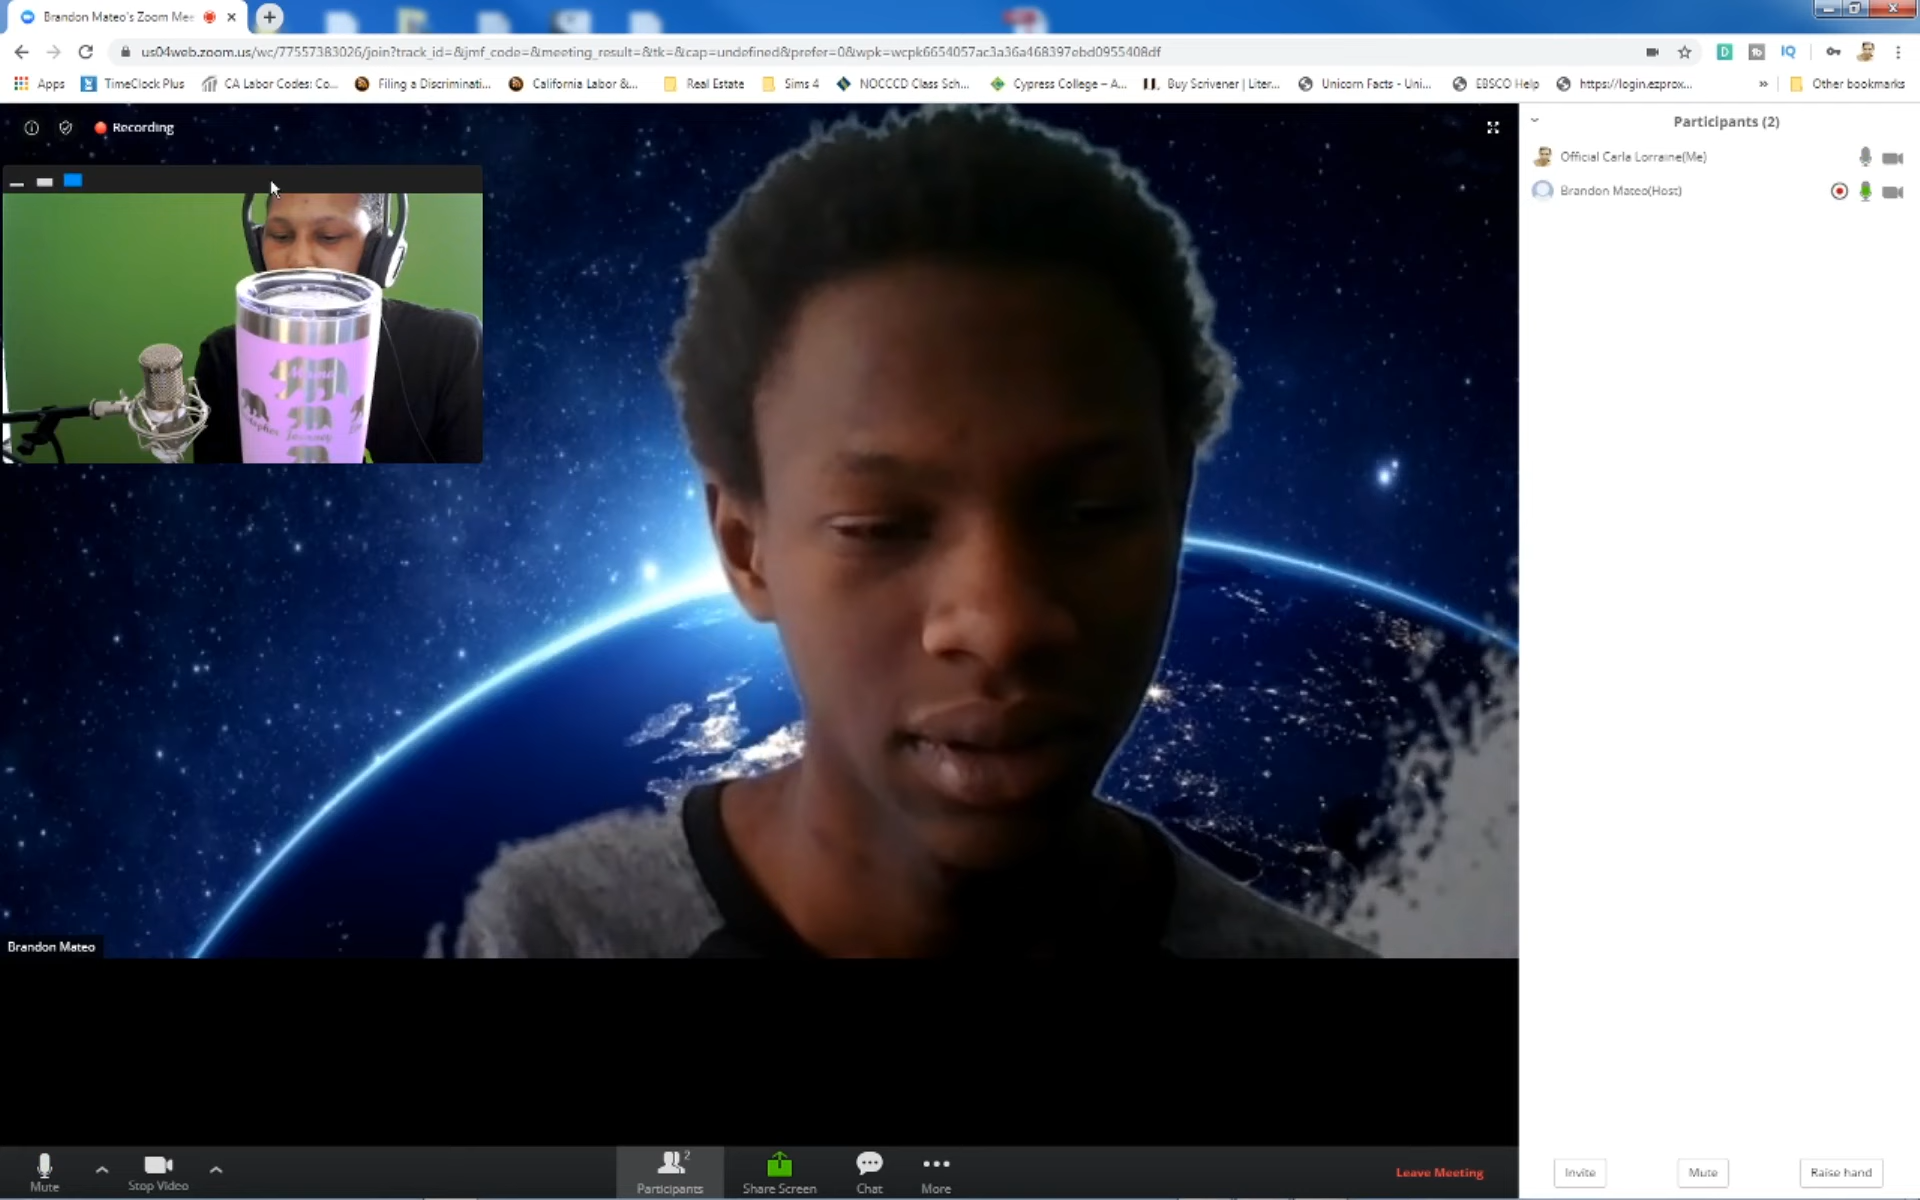 Brandon Mateo's Zoom Mee
us04web.zoom.us/wc/77557383026/join?track_id=&jmf_code=&meeting_result=&tk=&cap=undefined&prefer=0&wpk=wcpk6654057ac3a36a468397ebd0955408df
Apps TimeClock Plus CA Labor Codes: Co... Filing a Discriminati... California Labor &... Real Estate Sims 4 NOCCCD Class Sch... Cypress College – A... Buy Scrivener | Liter... Unicorn Facts - Uni... EBSCO Help https://login.ezprox... » Other bookmarks
Recording
Participants (2)
Official Carla Lorraine(Me)
Brandon Mateo(Host)
Mama
Journey
Brandon Mateo
Mute
Stop Video
Participants 2
Share Screen
Chat
More
Leave Meeting
Invite
Mute
Raise hand